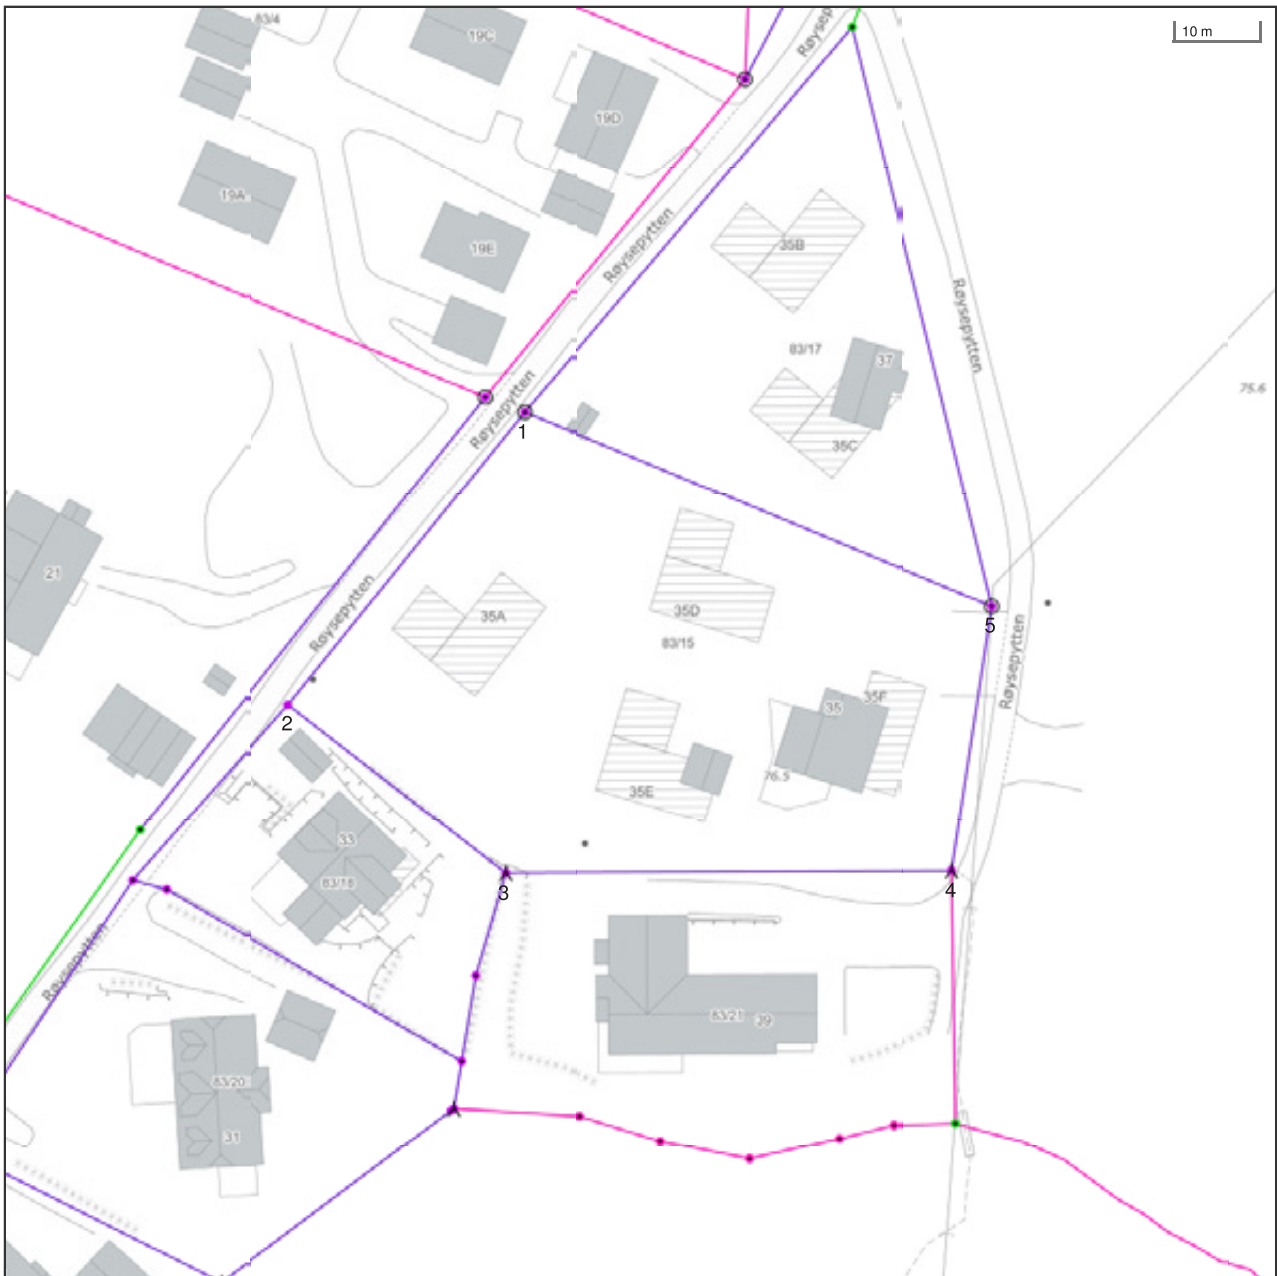 83/4
19C
10 m
Røysep
19D
19A
19E
Røysepytten
35B
Røysepytten
83/17
37
75.6
Røysepytten
1
35C
21
35A
35D
Røysepytten
83/15
5
Røysepytten
2
35
35F
76.5
35E
33
83/18
3
4
Røysepytten
83/21
39
83/20
31